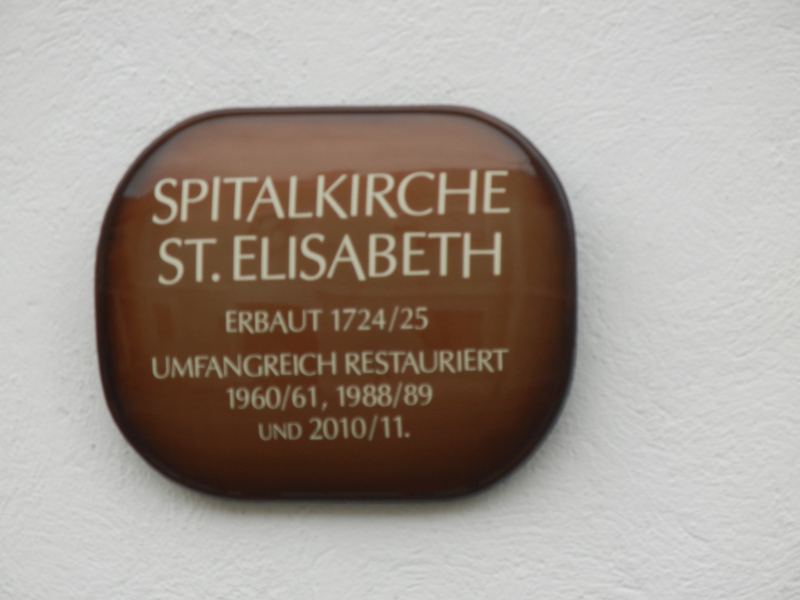 SPITALKIRCHE
ST. ELISABETH
ERBAUT 1724/25
UMFANGREICH RESTAURIERT
1960/61, 1988/89
UND 2010/11.